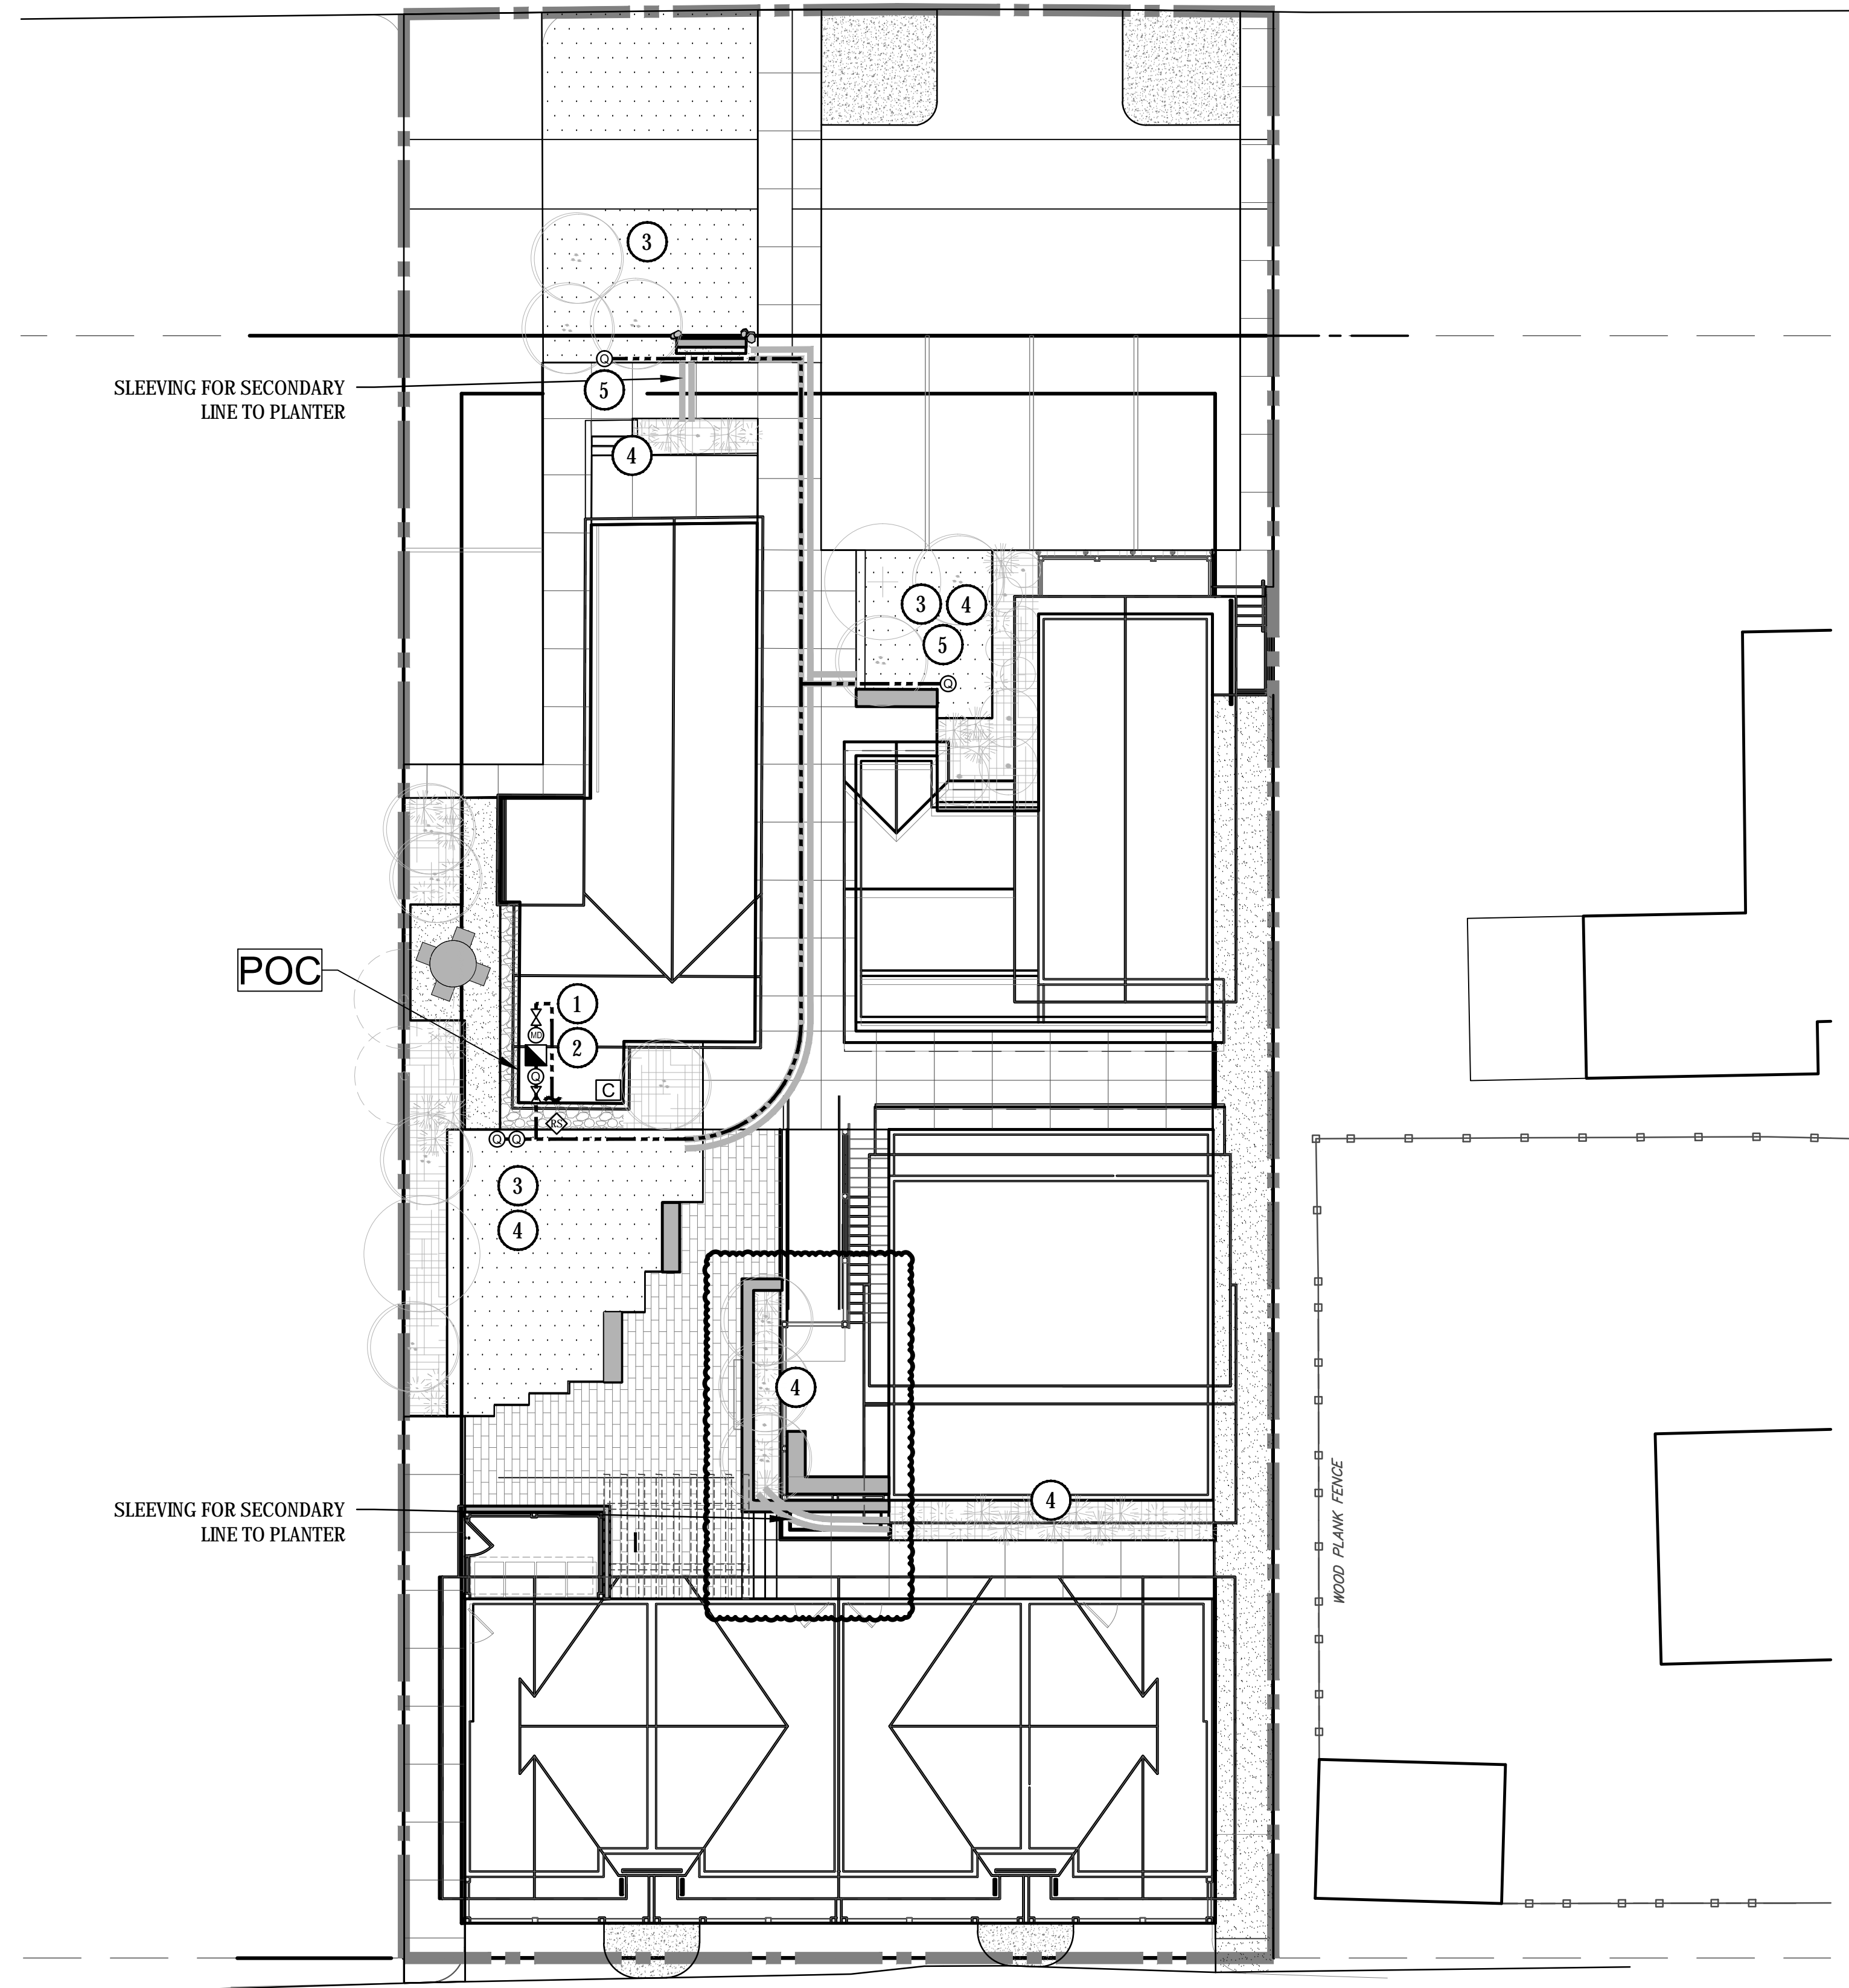 3
Q
SLEEVING FOR SECONDARY
LINE TO PLANTER
5
4
3 4
5
Q
POC
1
MD
2
Q
C
RS
Q Q
3
4
4
WOOD PLANK FENCE
4
SLEEVING FOR SECONDARY
LINE TO PLANTER